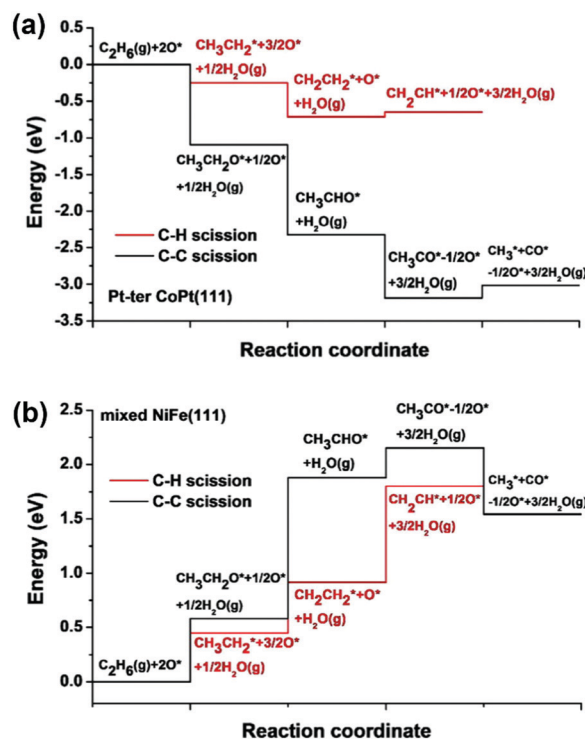 (a)
0.5
0.0
-0.5
-1.0
-1.5
-2.0
-2.5
-3.0
-3.5
Energy (eV)
C₂H₆(g)+2O*
CH₃CH₂*+3/2O*
+1/2H₂O(g)
CH₂CH₂*+O*
+H₂O(g)
CH₂CH*+1/2O*+3/2H₂O(g)
CH₃CH₂O*+1/2O*
+1/2H₂O(g)
CH₃CHO*
+H₂O(g)
CH₃CO*-1/2O*
+3/2H₂O(g)
CH₃*+CO*
-1/2O*+3/2H₂O(g)
C-H scission
C-C scission
Pt-ter CoPt(111)
Reaction coordinate
(b)
2.5
2.0
1.5
1.0
0.5
0.0
Energy (eV)
mixed NiFe(111)
C-H scission
C-C scission
CH₃CO*-1/2O*
+3/2H₂O(g)
CH₃CHO*
+H₂O(g)
CH₃*+CO*
-1/2O*+3/2H₂O(g)
CH₂CH*+1/2O*
+3/2H₂O(g)
CH₃CH₂O*+1/2O*
+1/2H₂O(g)
CH₂CH₂*+O*
+H₂O(g)
CH₃CH₂*+3/2O*
+1/2H₂O(g)
C₂H₆(g)+2O*
Reaction coordinate